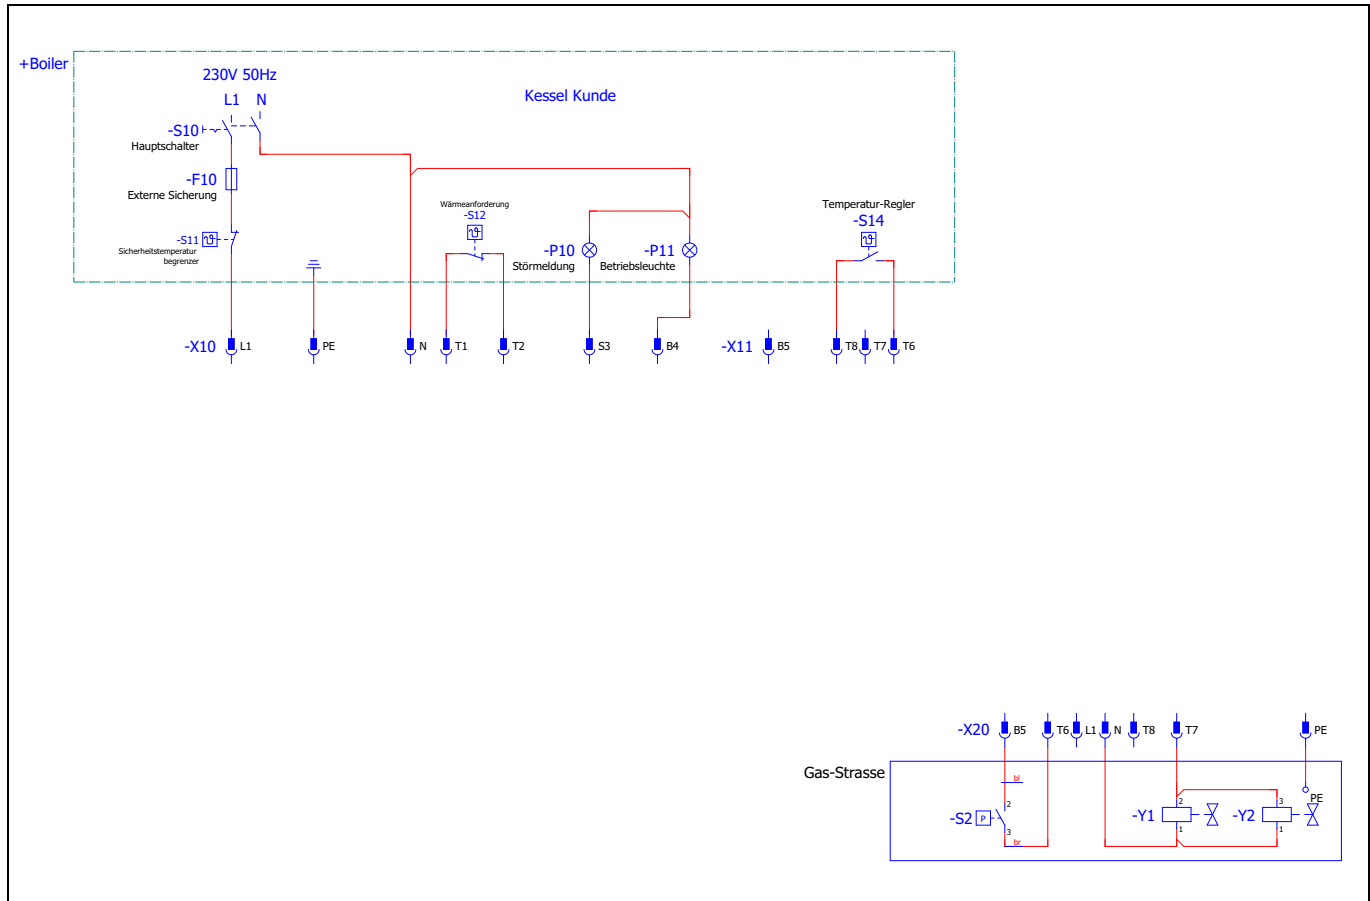 +Boiler
230V 50Hz
Kessel Kunde
L1 N
-S10
Hauptschalter
-F10
Externe Sicherung
-S11
Sicherheitstemperatur
begrenzer
Wärmeanforderung
-S12
-P10
Störmeldung
-P11
Betriebsleuchte
Temperatur-Regler
-S14
-X10 L1 PE N T1 T2 S3 B4 -X11 B5 T8 T7 T6
-X20 B5 T6 L1 N T8 T7 PE
Gas-Strasse
bl
2
-S2 P
3
br
2
-Y1
1
3
-Y2
1
PE